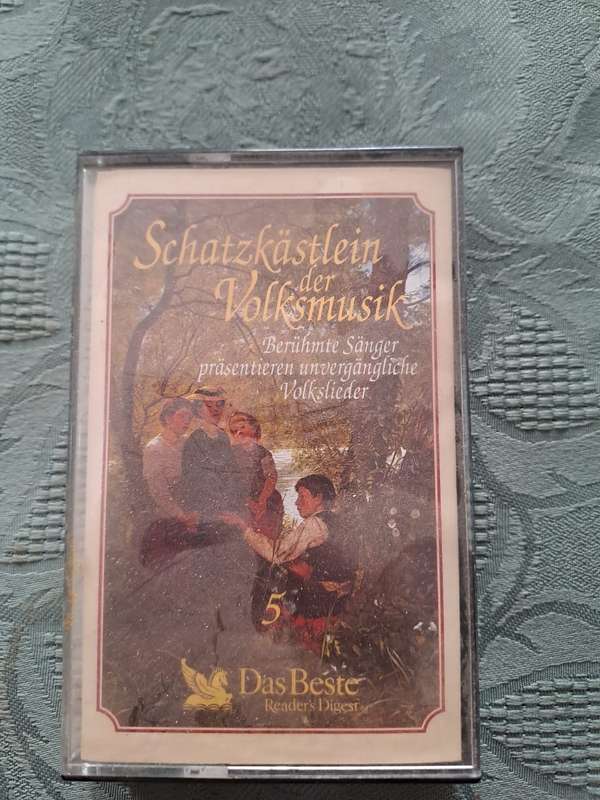 Schatzkästlein
der
Volksmusik
Berühmte Sänger
präsentieren unvergängliche
Volkslieder
5
Das Beste
Reader's Digest